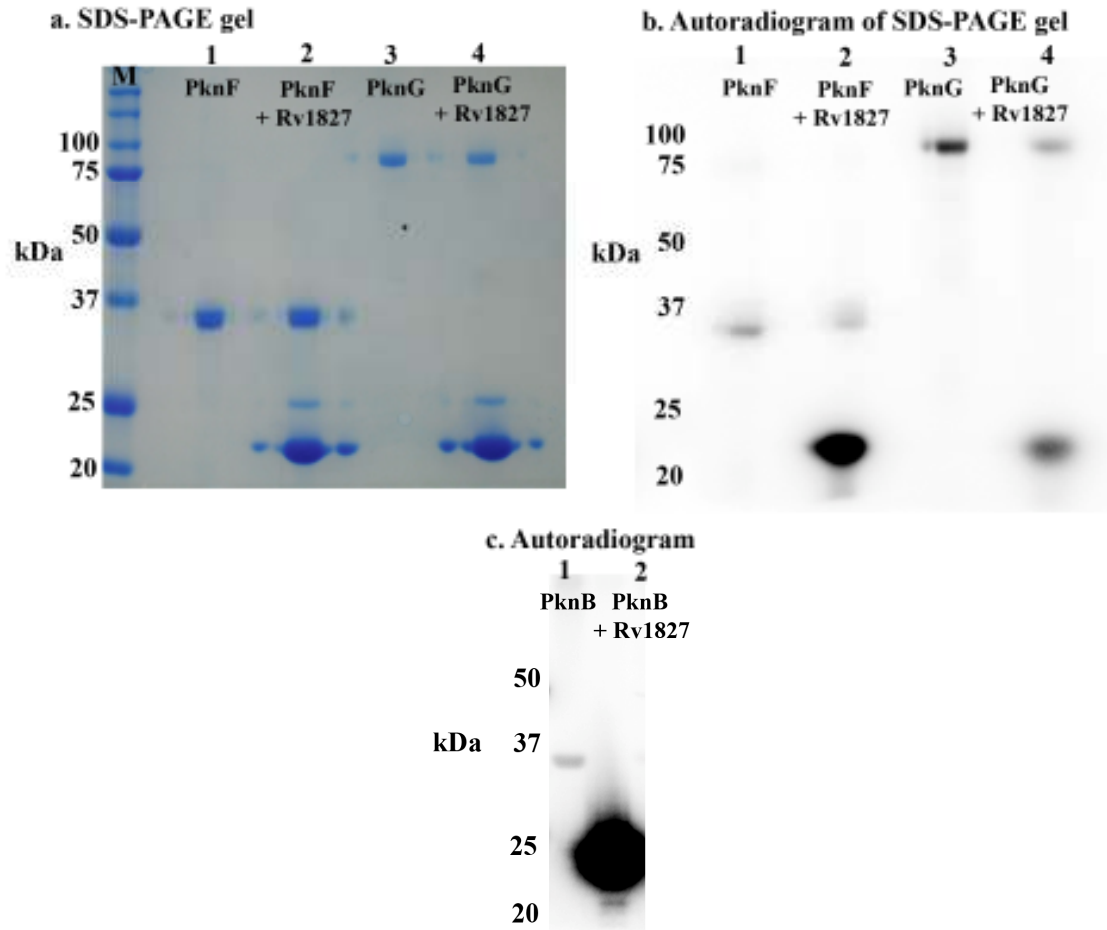 a. SDS-PAGE gel
1 2 3 4
M
PknF PknF + Rv1827 PknG PknG + Rv1827
100
75
50
kDa
37
25
20
b. Autoradiogram of SDS-PAGE gel
1 2 3 4
PknF PknF + Rv1827 PknG PknG + Rv1827
100
75
50
kDa
37
25
20
c. Autoradiogram
1 2
PknB PknB
+ Rv1827
50
kDa 37
25
20